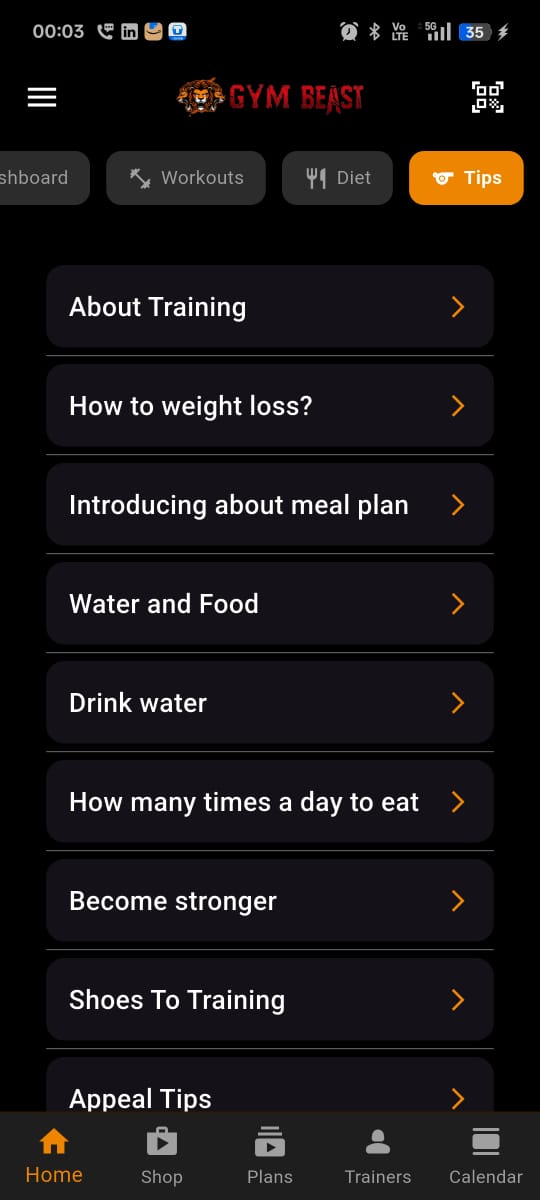 00:03 Vo LTE 5G 35
GYM BEAST
shboard Workouts Diet Tips
About Training
How to weight loss?
Introducing about meal plan
Water and Food
Drink water
How many times a day to eat
Become stronger
Shoes To Training
Appeal Tips
Home Shop Plans Trainers Calendar